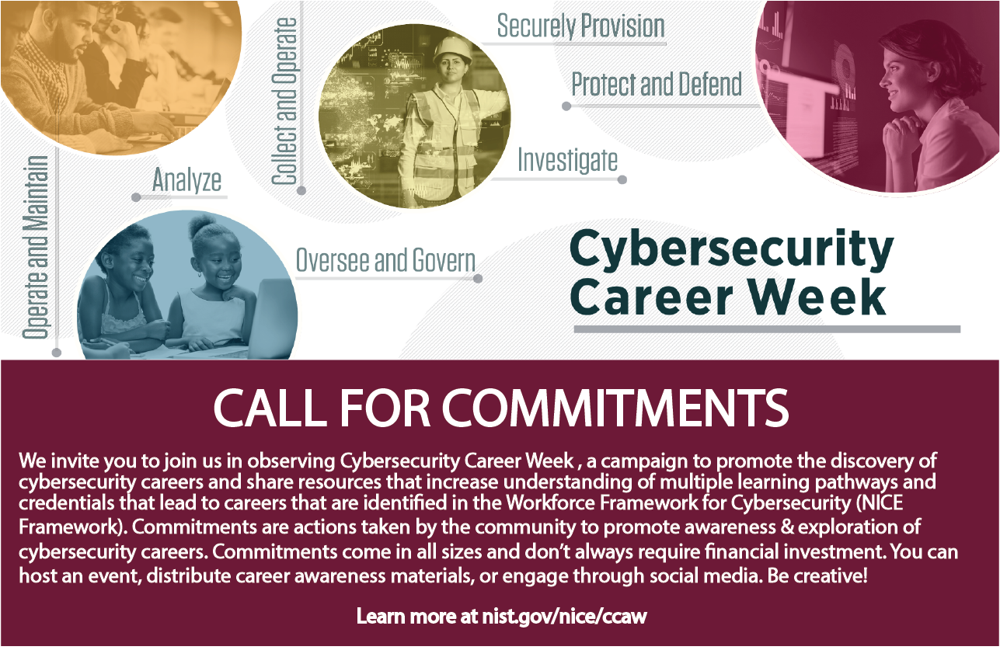 Securely Provision
Collect and Operate
Protect and Defend
Investigate
Analyze
Operate and Maintain
Oversee and Govern
Cybersecurity
Career Week
CALL FOR COMMITMENTS
We invite you to join us in observing Cybersecurity Career Week , a campaign to promote the discovery of
cybersecurity careers and share resources that increase understanding of multiple learning pathways and
credentials that lead to careers that are identified in the Workforce Framework for Cybersecurity (NICE
Framework). Commitments are actions taken by the community to promote awareness & exploration of
cybersecurity careers. Commitments come in all sizes and don’t always require financial investment. You can
host an event, distribute career awareness materials, or engage through social media. Be creative!
Learn more at nist.gov/nice/ccaw